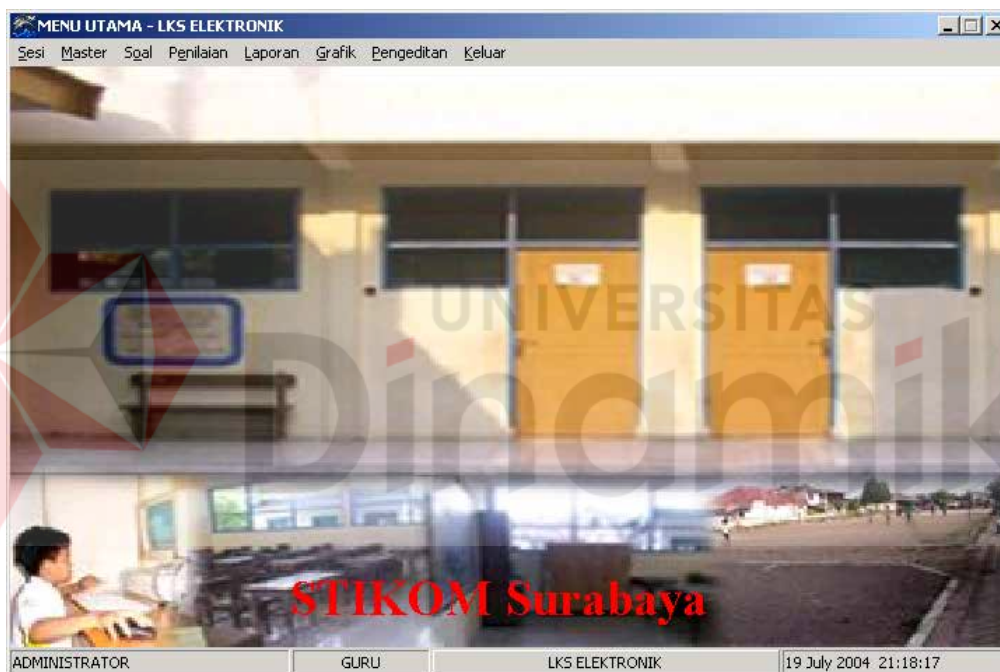 MENU UTAMA - LKS ELEKTRONIK
Sesi Master Soal Penilaian Laporan Grafik Pengeditan Keluar
UNIVERSITAS
Dinamik
STIKOM Surabaya
ADMINISTRATOR GURU LKS ELEKTRONIK 19 July 2004 21:18:17